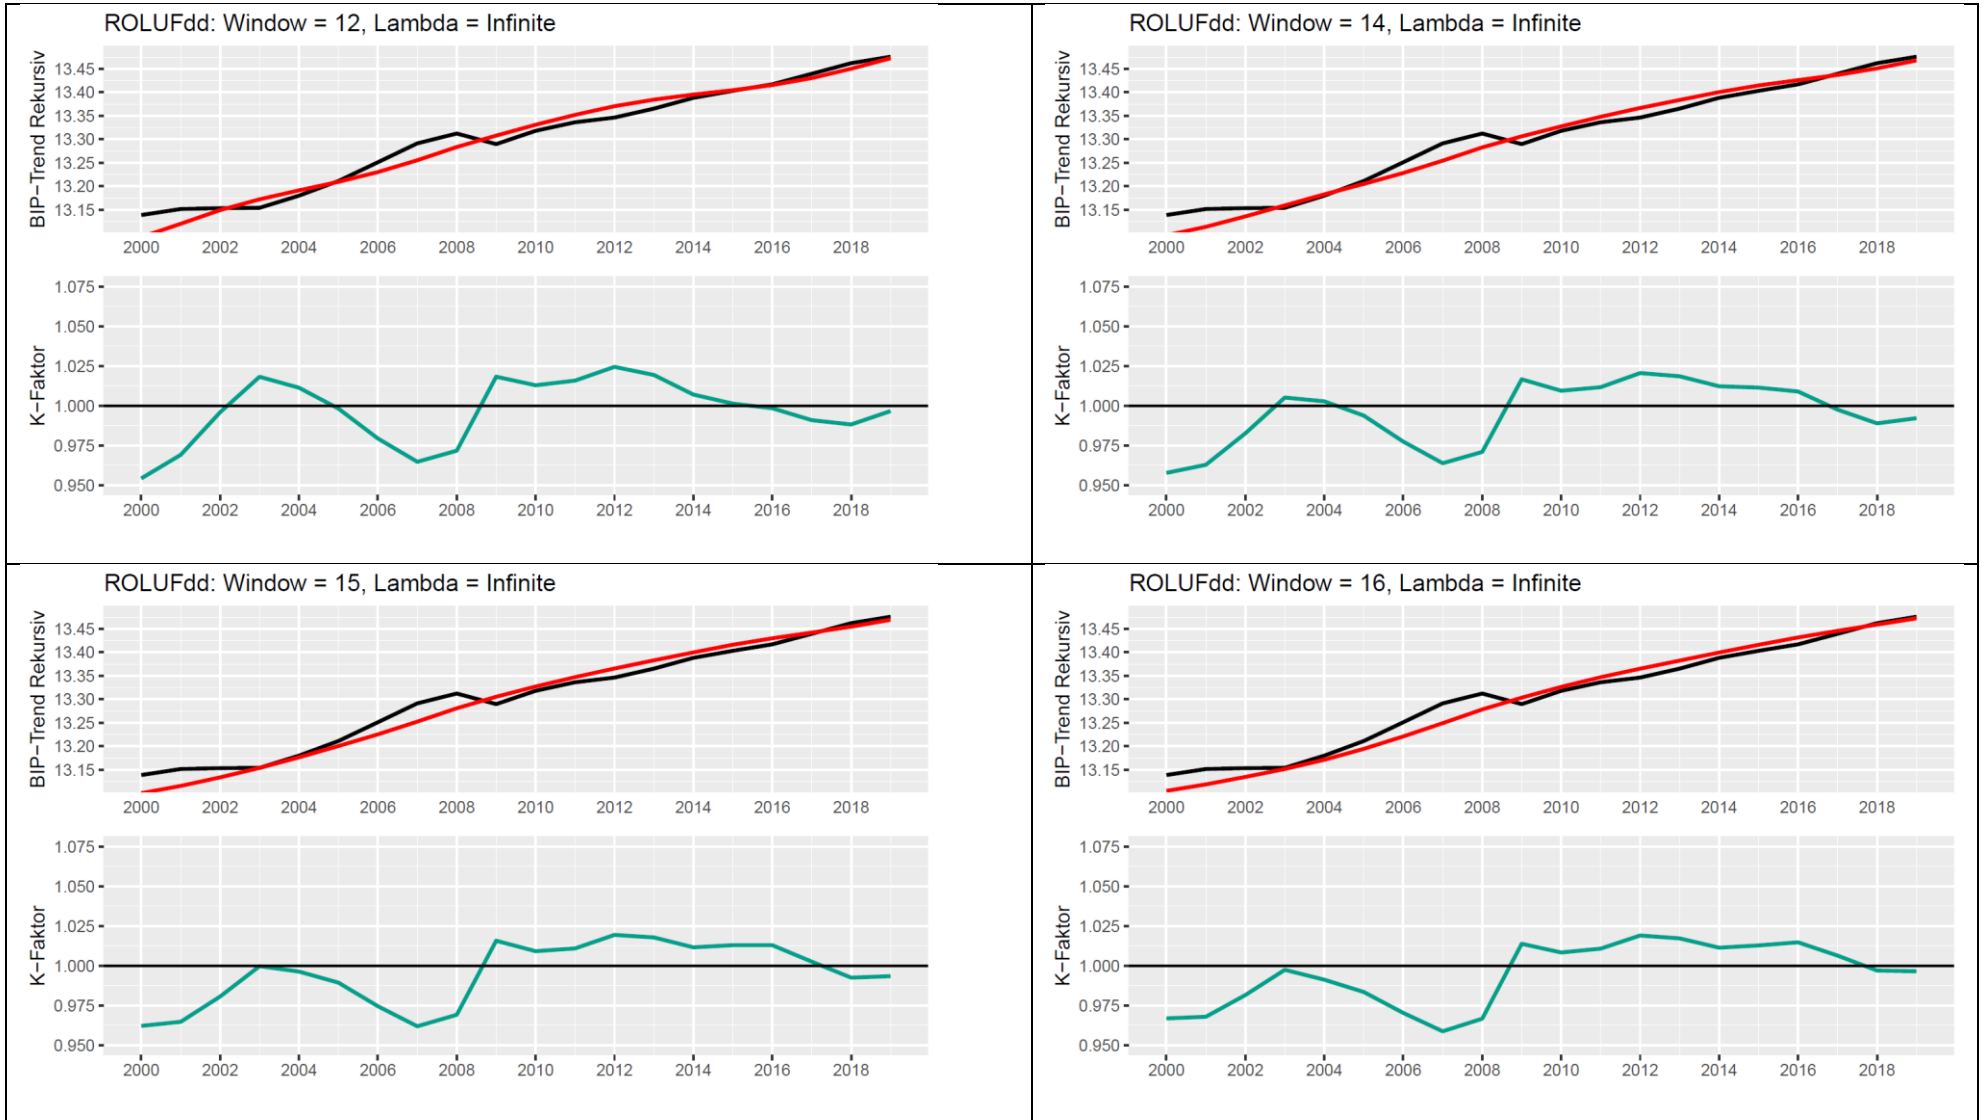 ROLUFdd: Window = 12, Lambda = Infinite
BIP−Trend Rekursiv
13.45
13.40
13.35
13.30
13.25
13.20
13.15
2000 2002 2004 2006 2008 2010 2012 2014 2016 2018
K−Faktor
1.075
1.050
1.025
1.000
0.975
0.950
2000 2002 2004 2006 2008 2010 2012 2014 2016 2018
ROLUFdd: Window = 14, Lambda = Infinite
BIP−Trend Rekursiv
13.45
13.40
13.35
13.30
13.25
13.20
13.15
2000 2002 2004 2006 2008 2010 2012 2014 2016 2018
K−Faktor
1.075
1.050
1.025
1.000
0.975
0.950
2000 2002 2004 2006 2008 2010 2012 2014 2016 2018
ROLUFdd: Window = 15, Lambda = Infinite
BIP−Trend Rekursiv
13.45
13.40
13.35
13.30
13.25
13.20
13.15
2000 2002 2004 2006 2008 2010 2012 2014 2016 2018
K−Faktor
1.075
1.050
1.025
1.000
0.975
0.950
2000 2002 2004 2006 2008 2010 2012 2014 2016 2018
ROLUFdd: Window = 16, Lambda = Infinite
BIP−Trend Rekursiv
13.45
13.40
13.35
13.30
13.25
13.20
13.15
2000 2002 2004 2006 2008 2010 2012 2014 2016 2018
K−Faktor
1.075
1.050
1.025
1.000
0.975
0.950
2000 2002 2004 2006 2008 2010 2012 2014 2016 2018